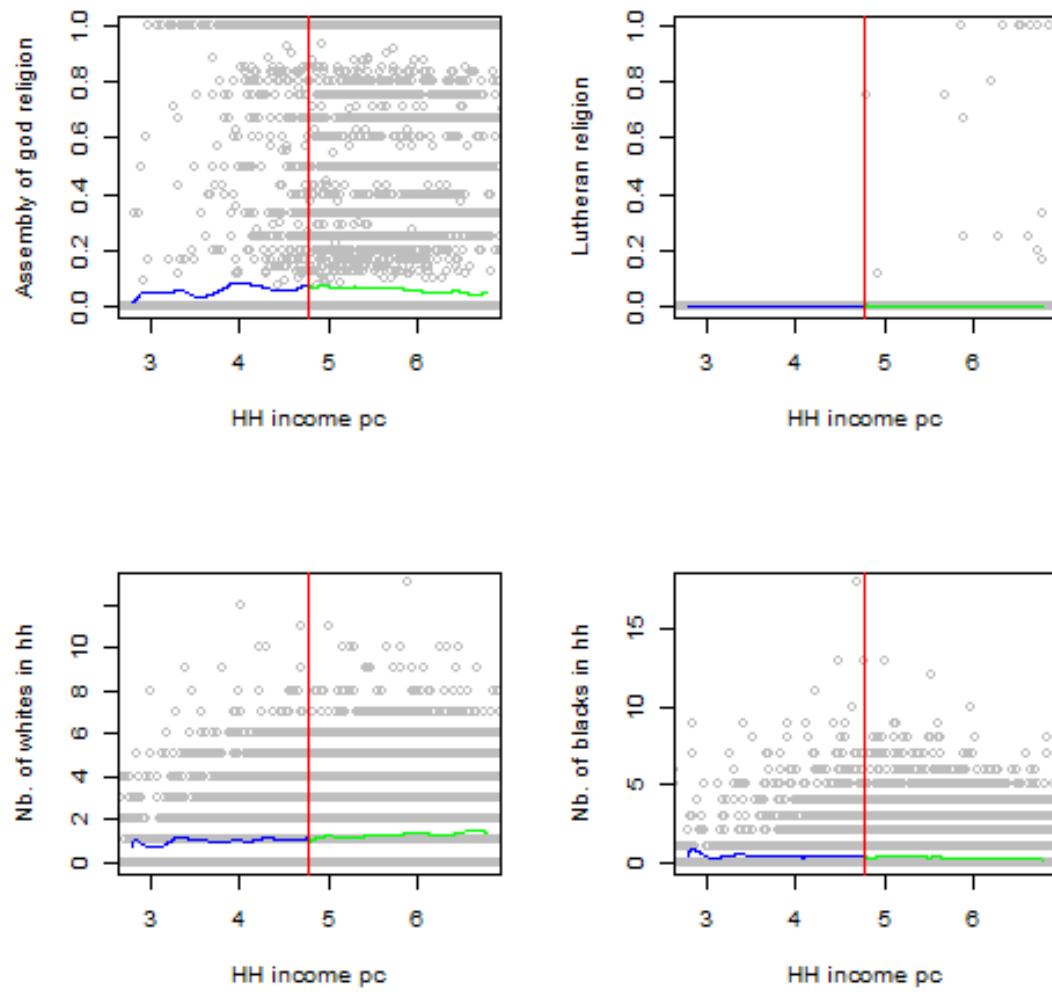 Assembly of god religion
0.0 0.2 0.4 0.6 0.8 1.0
3 4 5 6
HH income pc
Lutheran religion
0.0 0.2 0.4 0.6 0.8 1.0
3 4 5 6
HH income pc
Nb. of whites in hh
0 2 4 6 8 10
3 4 5 6
HH income pc
Nb. of blacks in hh
0 5 10 15
3 4 5 6
HH income pc